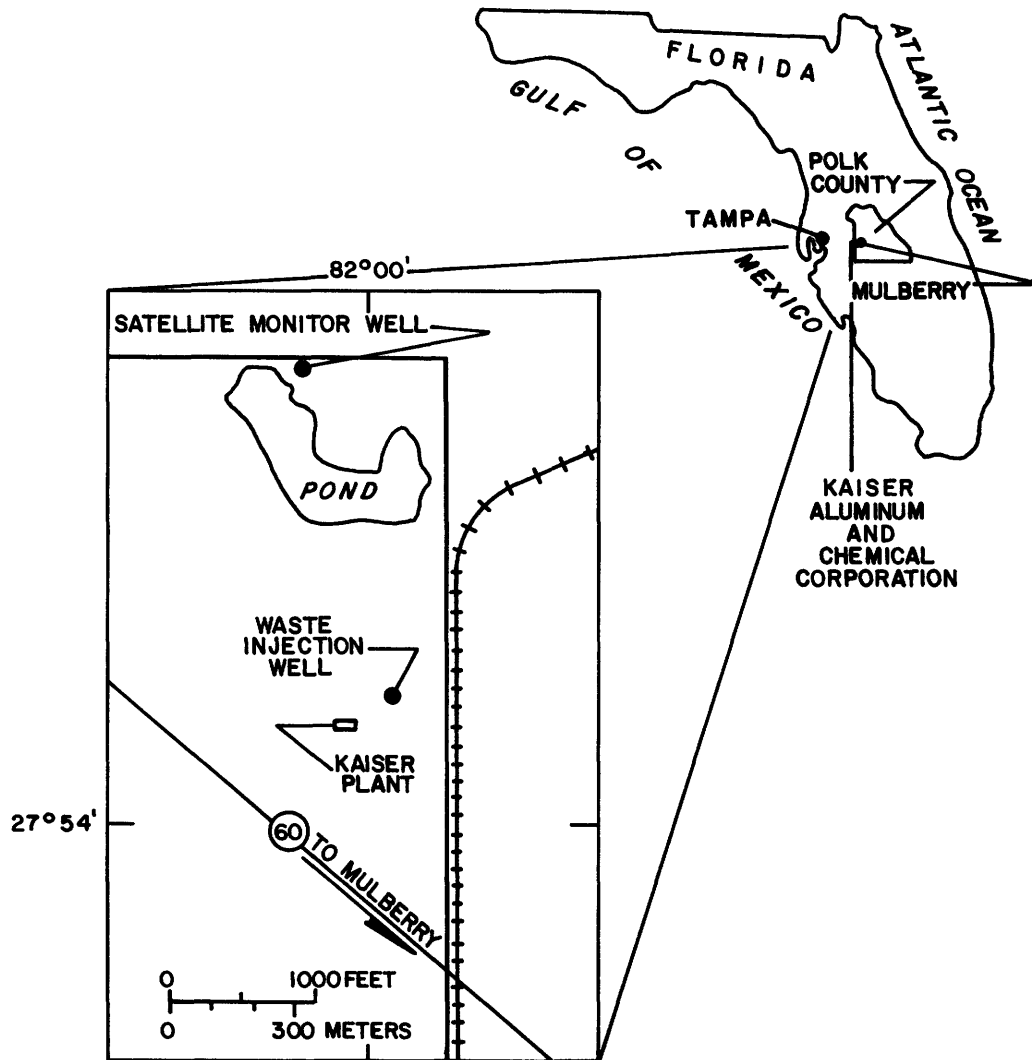 FLORIDA
ATLANTIC OCEAN
GULF OF MEXICO
POLK
COUNTY
TAMPA
MULBERRY
KAISER
ALUMINUM
AND
CHEMICAL
CORPORATION
82°00'
SATELLITE MONITOR WELL
POND
WASTE
INJECTION
WELL
KAISER
PLANT
27°54'
60
TO MULBERRY
0 1000 FEET
0 300 METERS